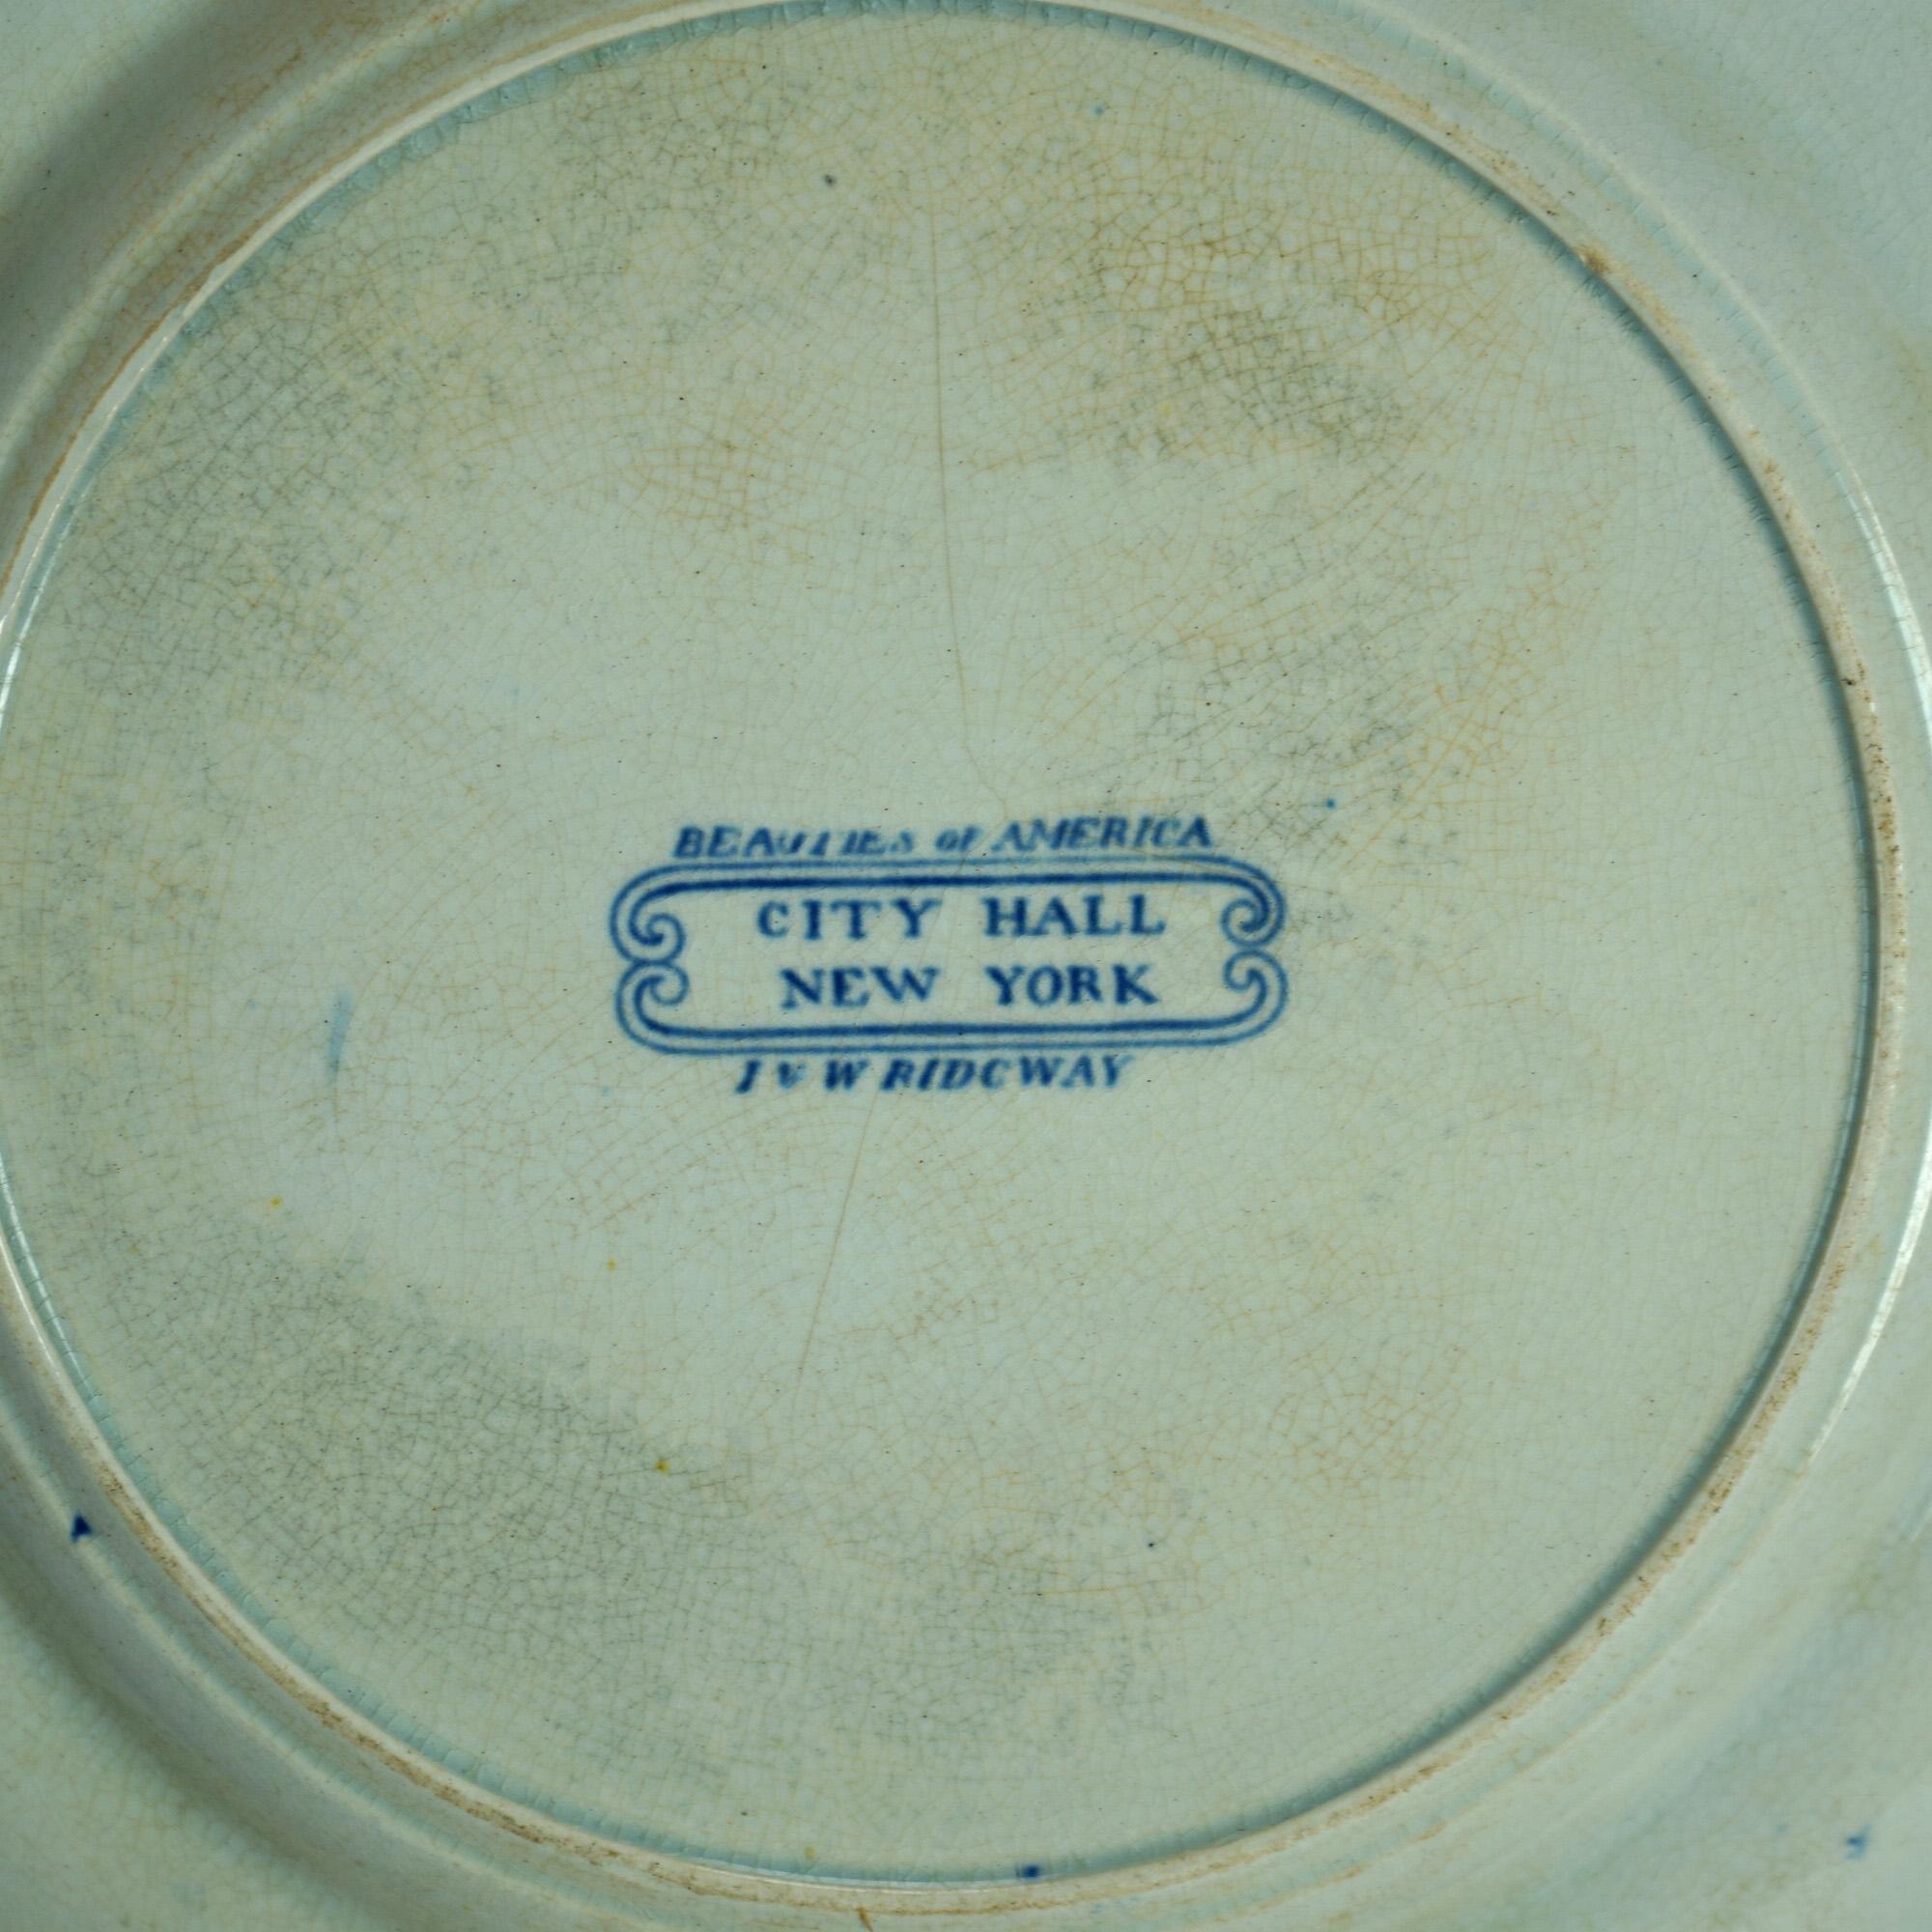 BEAUTIES OF AMERICA
CITY HALL
NEW YORK
J & W RIDGWAY